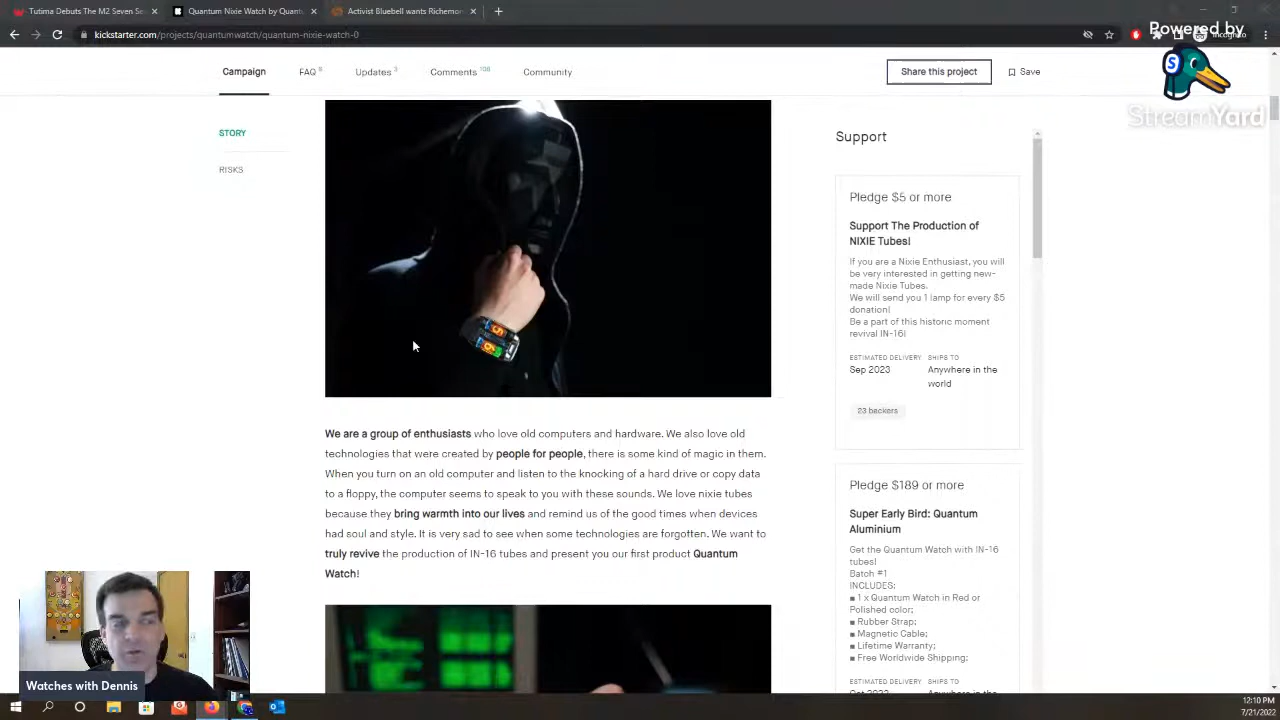 Tutima Debuts The M2 Seven Se
Quantum Nixie Watch by Quantu
Activist Bluebell wants Richemon
kickstarter.com/projects/quantumwatch/quantum-nixie-watch-0
Incognito
Powered by
StreamYard
Campaign
FAQ 8
Updates 3
Comments 108
Community
Share this project
Save
STORY
RISKS
Support
Pledge $5 or more
Support The Production of
NIXIE Tubes!
If you are a Nixie Enthusiast, you will
be very interested in getting new-
made Nixie Tubes.
We will send you 1 lamp for every $5
donation!
Be a part of this historic moment
revival IN-16!
ESTIMATED DELIVERY SHIPS TO
Sep 2023 Anywhere in the
world
23 backers
We are a group of enthusiasts who love old computers and hardware. We also love old
technologies that were created by people for people, there is some kind of magic in them.
When you turn on an old computer and listen to the knocking of a hard drive or copy data
to a floppy, the computer seems to speak to you with these sounds. We love nixie tubes
because they bring warmth into our lives and remind us of the good times when devices
had soul and style. It is very sad to see when some technologies are forgotten. We want to
truly revive the production of IN-16 tubes and present you our first product Quantum
Watch!
Pledge $189 or more
Super Early Bird: Quantum
Aluminium
Get the Quantum Watch with IN-16
tubes!
Batch #1
INCLUDES:
■ 1 x Quantum Watch in Red or
Polished color;
■ Rubber Strap;
■ Magnetic Cable;
■ Lifetime Warranty;
■ Free Worldwide Shipping;
ESTIMATED DELIVERY SHIPS TO
Watches with Dennis
12:10 PM
7/21/2022